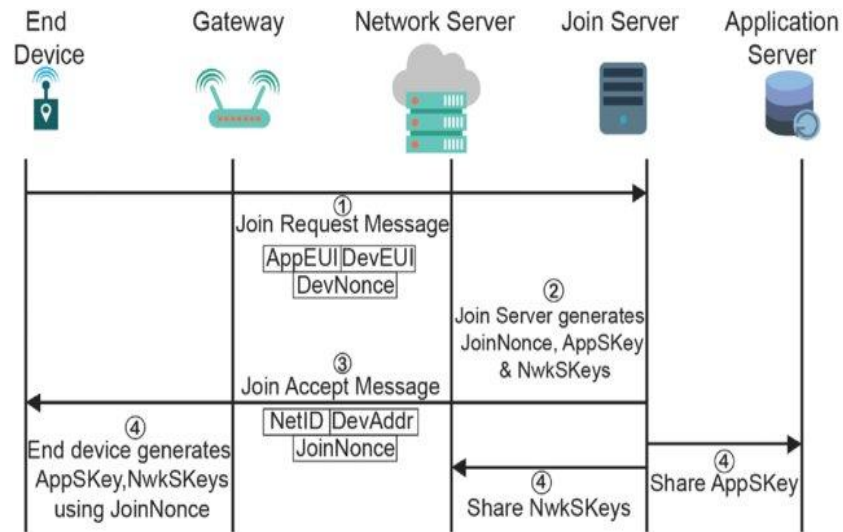 End
Device
Gateway
Network Server
Join Server
Application
Server
①
Join Request Message
AppEUI DevEUI
DevNonce
②
Join Server generates
JoinNonce, AppSKey
& NwkSKeys
③
Join Accept Message
NetID DevAddr
JoinNonce
④
End device generates
AppSKey,NwkSKeys
using JoinNonce
④
Share NwkSKeys
④
Share AppSKey